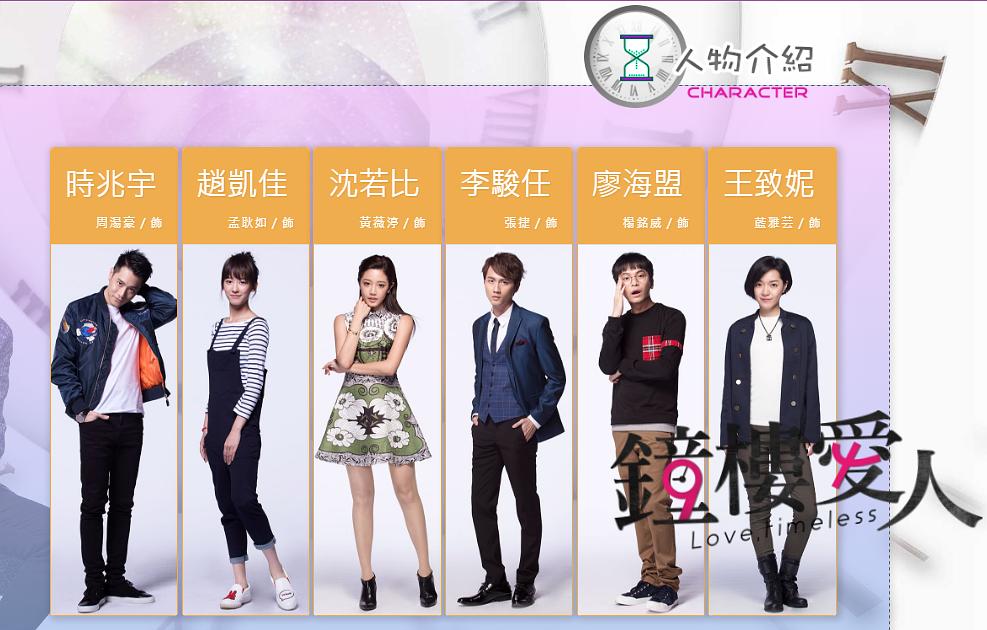 人物介紹
CHARACTER
時兆宇
周湯豪 / 飾
趙凱佳
孟耿如 / 飾
沈若比
黃薇渟 / 飾
李駿任
張捷 / 飾
廖海盟
楊銘威 / 飾
王致妮
藍雅芸 / 飾
鐘樓愛人
Love,timeless